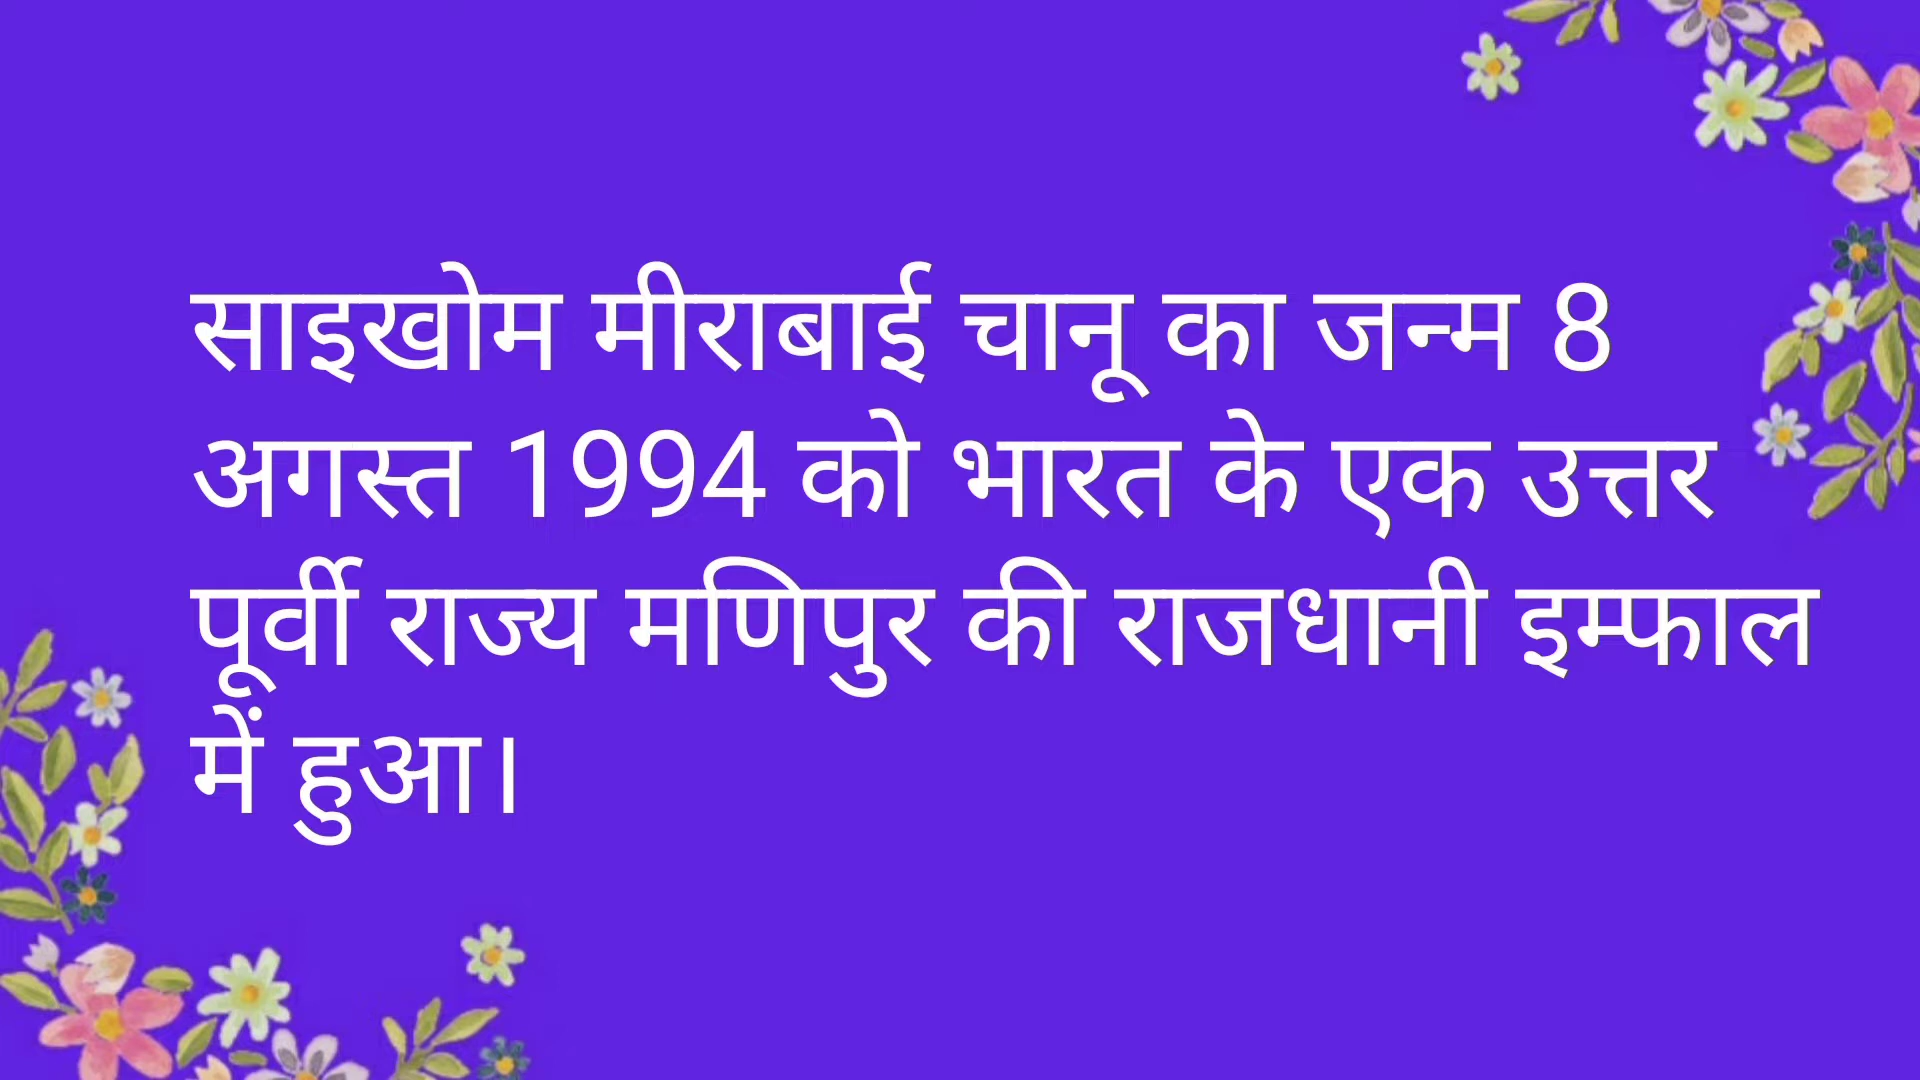 साइखोम मीराबाई चानू का जन्म 8
अगस्त 1994 को भारत के एक उत्तर
पूर्वी राज्य मणिपुर की राजधानी इम्फाल
में हुआ।